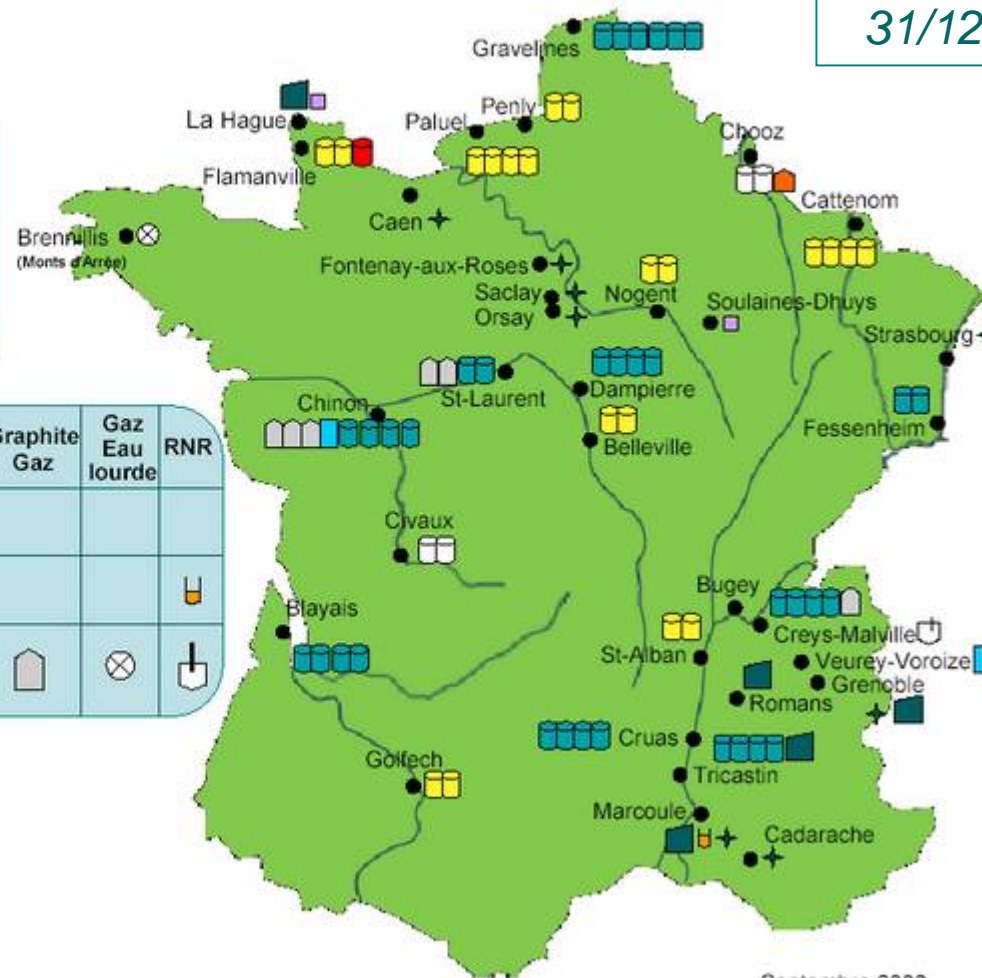 31/12
Gravelines
La Hague
Paluel
Penly
Chooz
Flamanville
Cattenom
Caen
Brennillis
(Monts d'Arrée)
Fontenay-aux-Roses
Saclay
Nogent
Soulaines-Dhuys
Orsay
Strasbourg
Dampierre
St-Laurent
Chinon
Belleville
Fessenheim
Graphite
Gaz
Gaz
Eau
lourde
RNR
Civaux
Bugey
Blayais
Creys-Malville
St-Alban
Veurey-Voroize
Grenoble
Romans
Cruas
Golfech
Tricastin
Marcoule
Cadarache